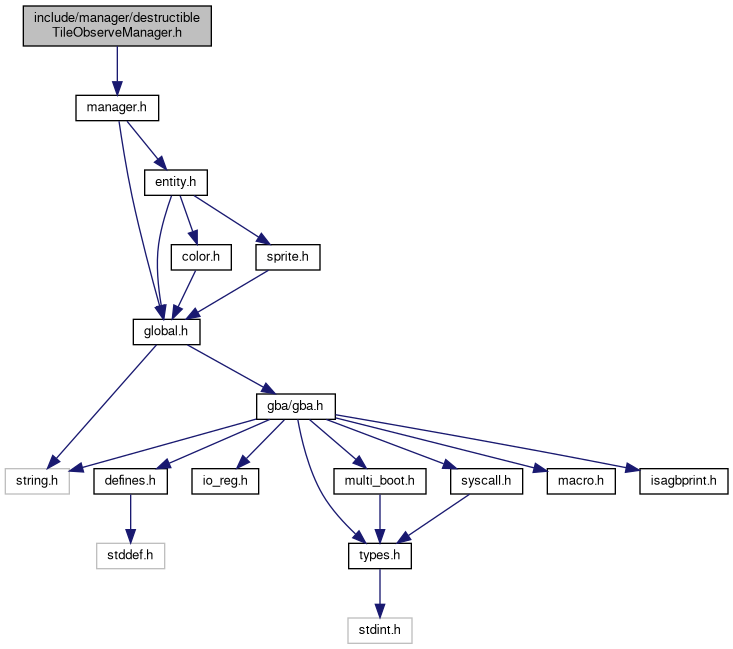 include/manager/destructible
TileObserveManager.h
manager.h
entity.h
color.h
sprite.h
global.h
gba/gba.h
string.h
defines.h
io_reg.h
multi_boot.h
syscall.h
macro.h
isagbprint.h
stddef.h
types.h
stdint.h